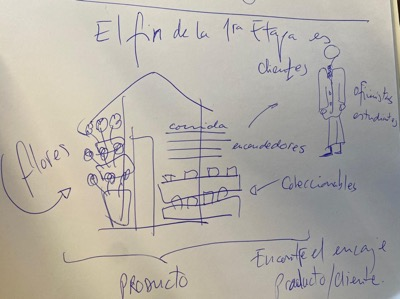 El fin de la 1ra Etapa es
clientes
oficinistas
estudiantes
comida
encendedores
flores
Coleccionables
PRODUCTO
Encontre el encaje
producto/cliente.